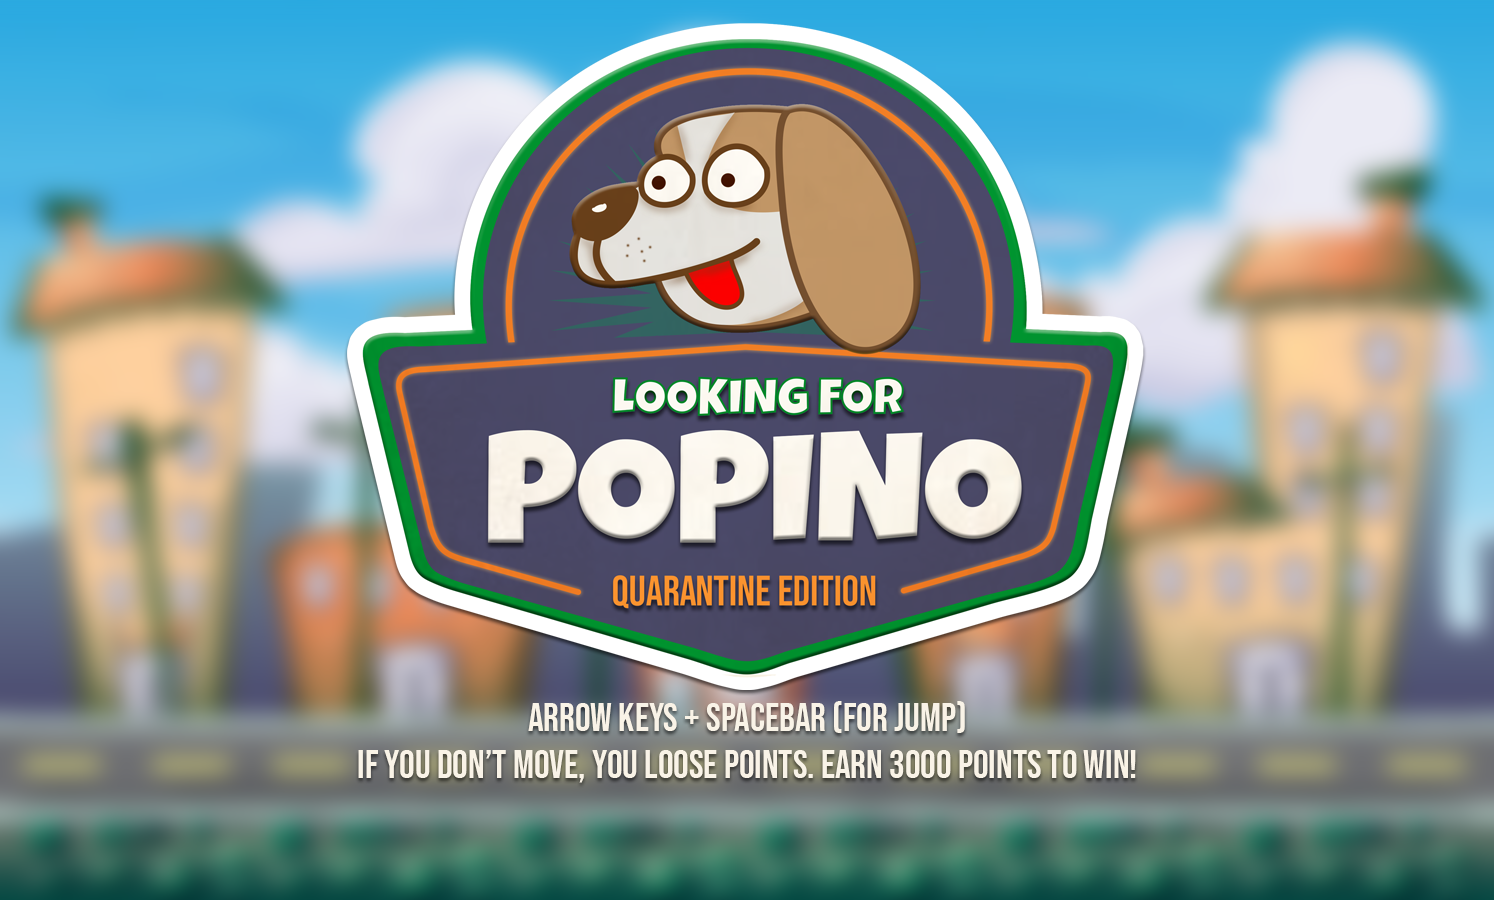 LOOKING FOR
POPINO
QUARANTINE EDITION
ARROW KEYS + SPACEBAR (FOR JUMP)
IF YOU DON'T MOVE, YOU LOOSE POINTS. EARN 3000 POINTS TO WIN!